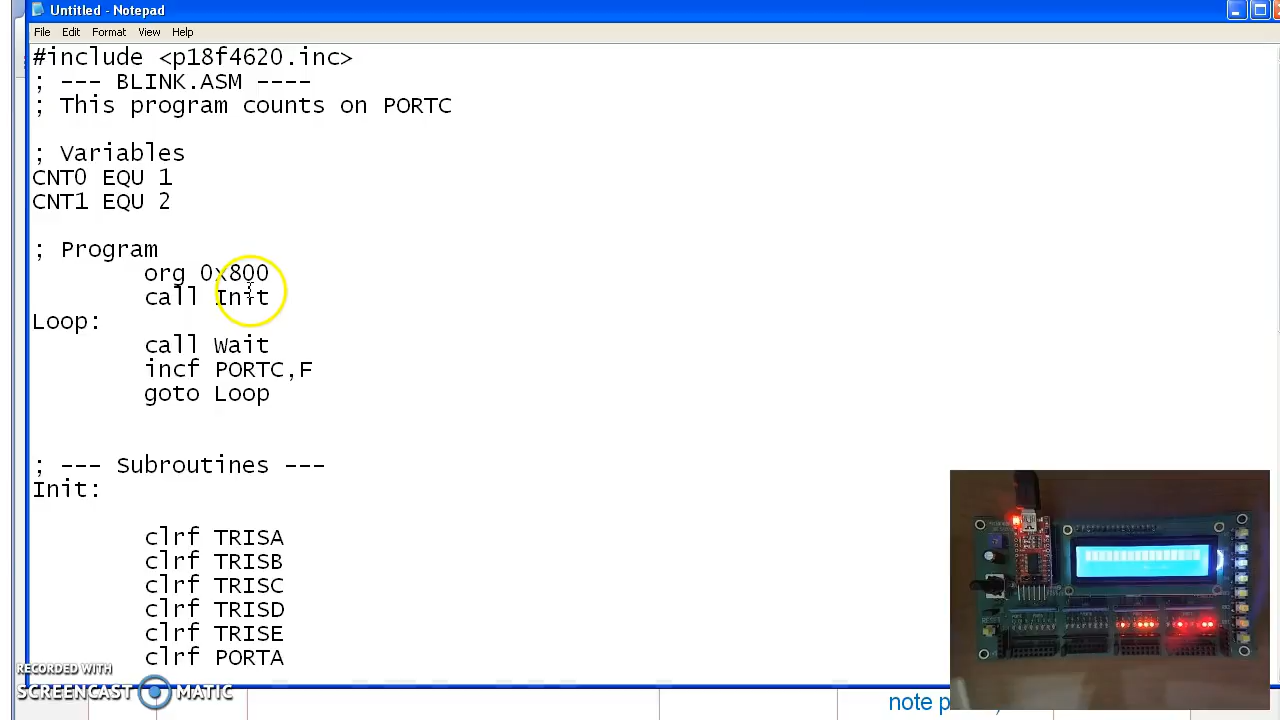 Untitled - Notepad
File Edit Format View Help
#include <p18f4620.inc>
; --- BLINK.ASM ----
; This program counts on PORTC
; Variables
CNT0 EQU 1
CNT1 EQU 2
; Program
org 0x800
call Init
Loop:
call Wait
incf PORTC,F
goto Loop
; --- Subroutines ---
Init:
clrf TRISA
clrf TRISB
clrf TRISC
clrf TRISD
clrf TRISE
clrf PORTA
RECORDED WITH
SCREENCAST MATIC
note